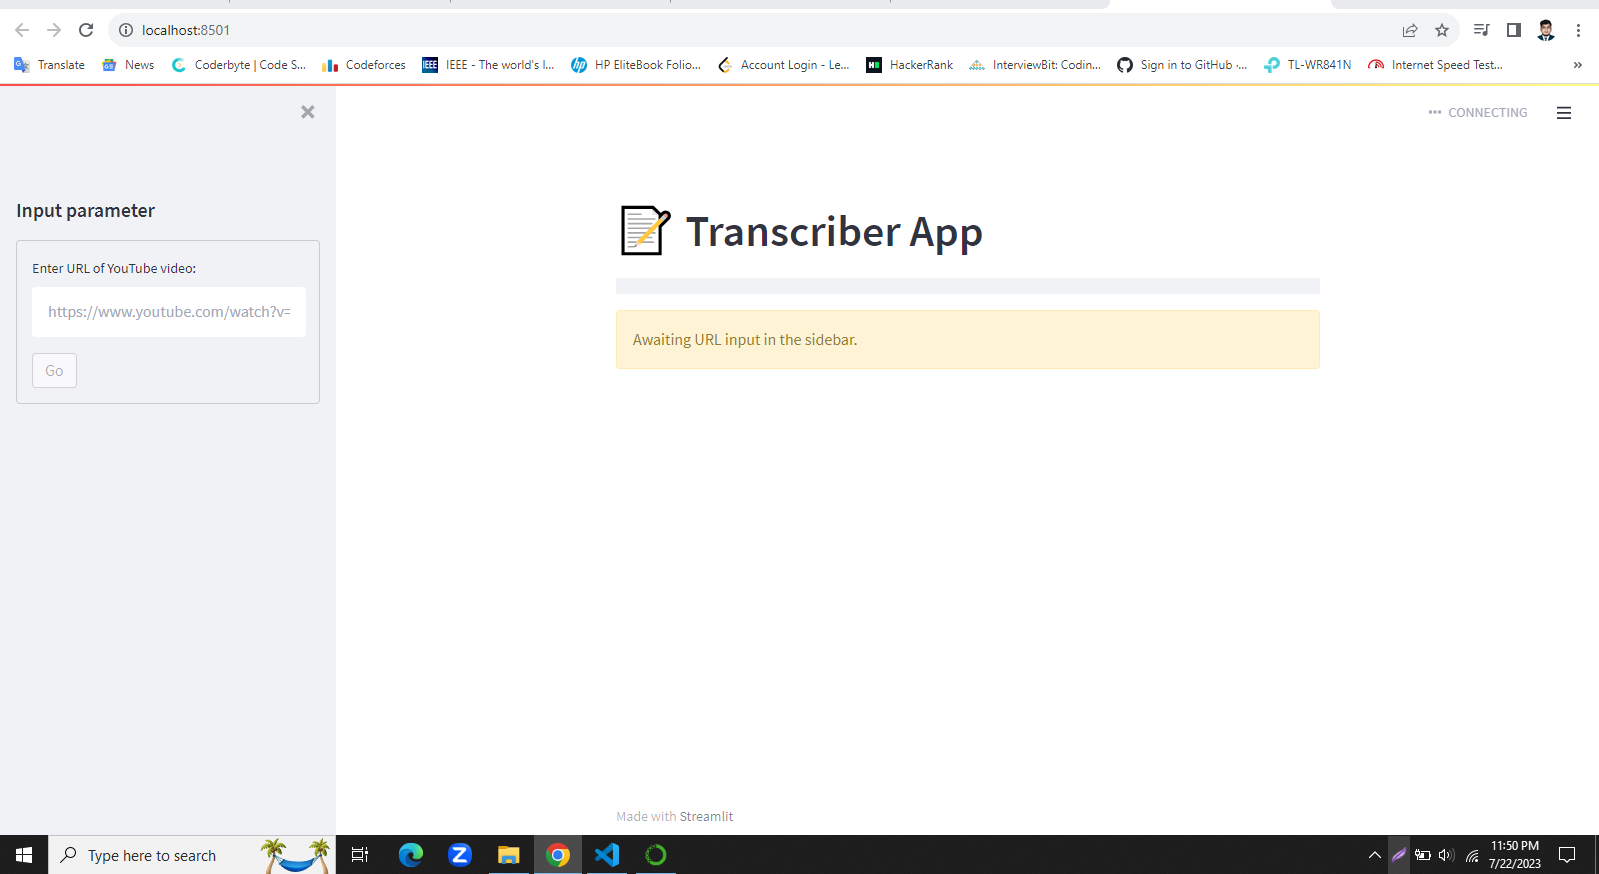 localhost:8501
Translate News Coderbyte | Code S... Codeforces IEEE IEEE - The world's l... hp HP EliteBook Folio... Account Login - Le... HackerRank InterviewBit: Codin... Sign in to GitHub ·... TL-WR841N Internet Speed Test... »
CONNECTING
Input parameter
Enter URL of YouTube video:
https://www.youtube.com/watch?v=
Go
Transcriber App
Awaiting URL input in the sidebar.
Made with Streamlit
Type here to search
11:50 PM
7/22/2023